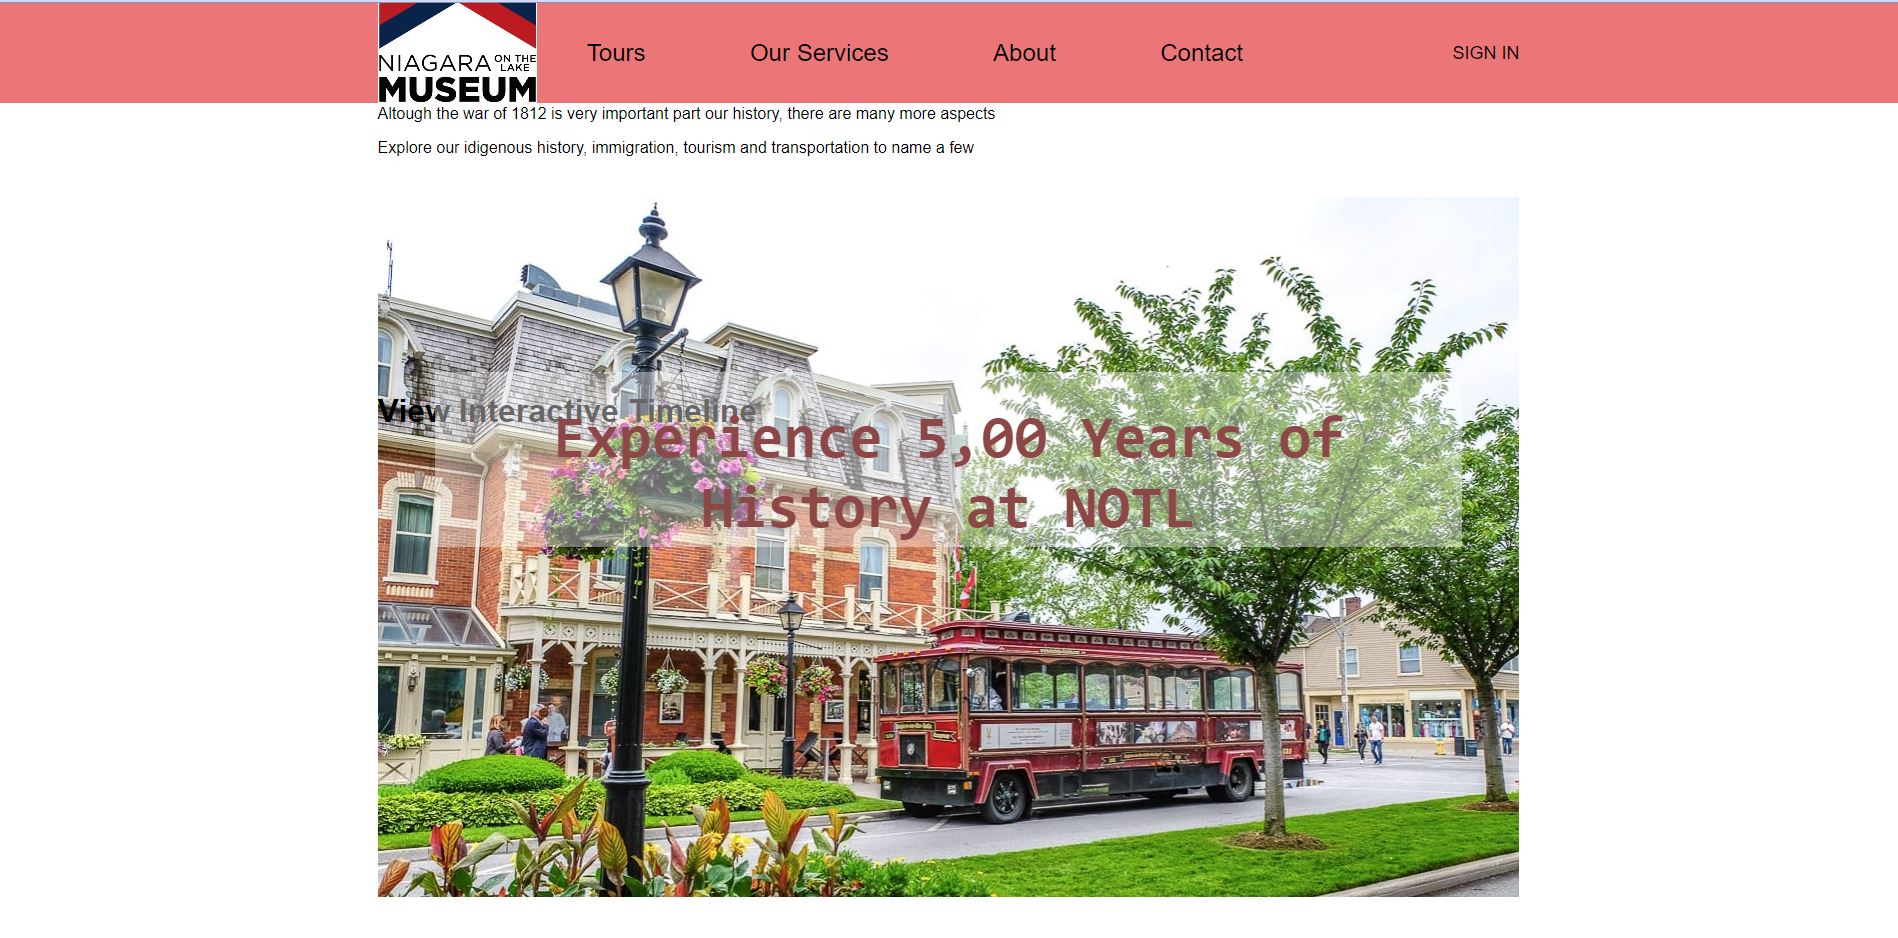 NIAGARA ON THE LAKE
MUSEUM
Tours
Our Services
About
Contact
SIGN IN
Altough the war of 1812 is very important part our history, there are many more aspects
Explore our idigenous history, immigration, tourism and transportation to name a few
View Interactive Timeline
Experience 5,00 Years of
History at NOTL